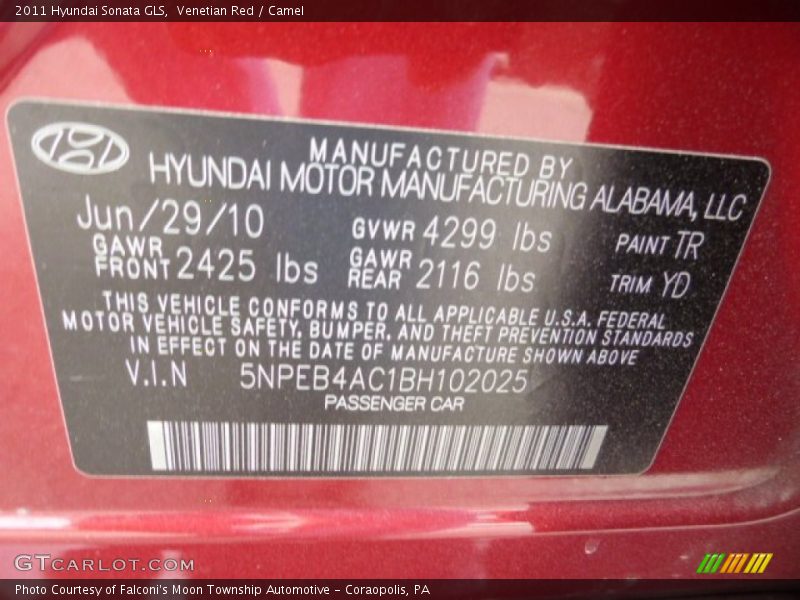 2011 Hyundai Sonata GLS, Venetian Red / Camel
MANUFACTURED BY
HYUNDAI MOTOR MANUFACTURING ALABAMA, LLC
Jun/29/10 GVWR 4299 lbs PAINT TR
GAWR FRONT 2425 lbs GAWR REAR 2116 lbs TRIM YD
THIS VEHICLE CONFORMS TO ALL APPLICABLE U.S.A. FEDERAL
MOTOR VEHICLE SAFETY, BUMPER, AND THEFT PREVENTION STANDARDS
IN EFFECT ON THE DATE OF MANUFACTURE SHOWN ABOVE
V.I.N 5NPEB4AC1BH102025
PASSENGER CAR
GTCARLOT.COM
Photo Courtesy of Falconi's Moon Township Automotive - Coraopolis, PA